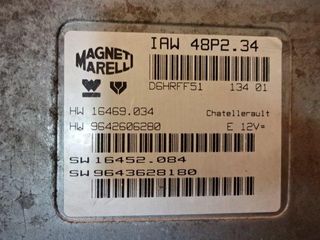 MAGNETI
MARELLI
IAW 48P2.34
D6HRFF51 134 01
HW 16469.034 Chatellerault
HW 9642606280 E 12V=
SW 16452.084
SW 9643628180